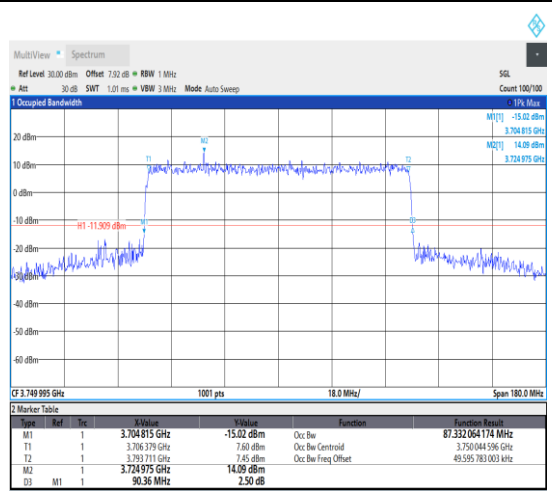 MultiView Spectrum
Ref Level 30.00 dBm Offset 7.92 dB RBW 1 MHz SGL
Att 30 dB SWT 1.01 ms VBW 3 MHz Mode Auto Sweep Count 100/100
1 Occupied Bandwidth 1Pk Max
M1[1] -15.02 dBm
3.704 815 GHz
M2[1] 14.09 dBm
3.724 975 GHz
20 dBm
M2
T1
T2
10 dBm
0 dBm
-10 dBm
H1 -11.909 dBm
M1
D3
-20 dBm
-30 dBm
-40 dBm
-50 dBm
-60 dBm
CF 3.749 995 GHz 1001 pts 18.0 MHz/ Span 180.0 MHz
2 Marker Table
Type Ref Trc X-Value Y-Value Function Function Result
M1 1 3.704 815 GHz -15.02 dBm Occ Bw 87.332 064 174 MHz
T1 1 3.706 379 GHz 7.60 dBm Occ Bw Centroid 3.750 044 596 GHz
T2 1 3.793 711 GHz 7.45 dBm Occ Bw Freq Offset 49.595 783 003 kHz
M2 1 3.724 975 GHz 14.09 dBm
D3 M1 1 90.36 MHz 2.50 dB